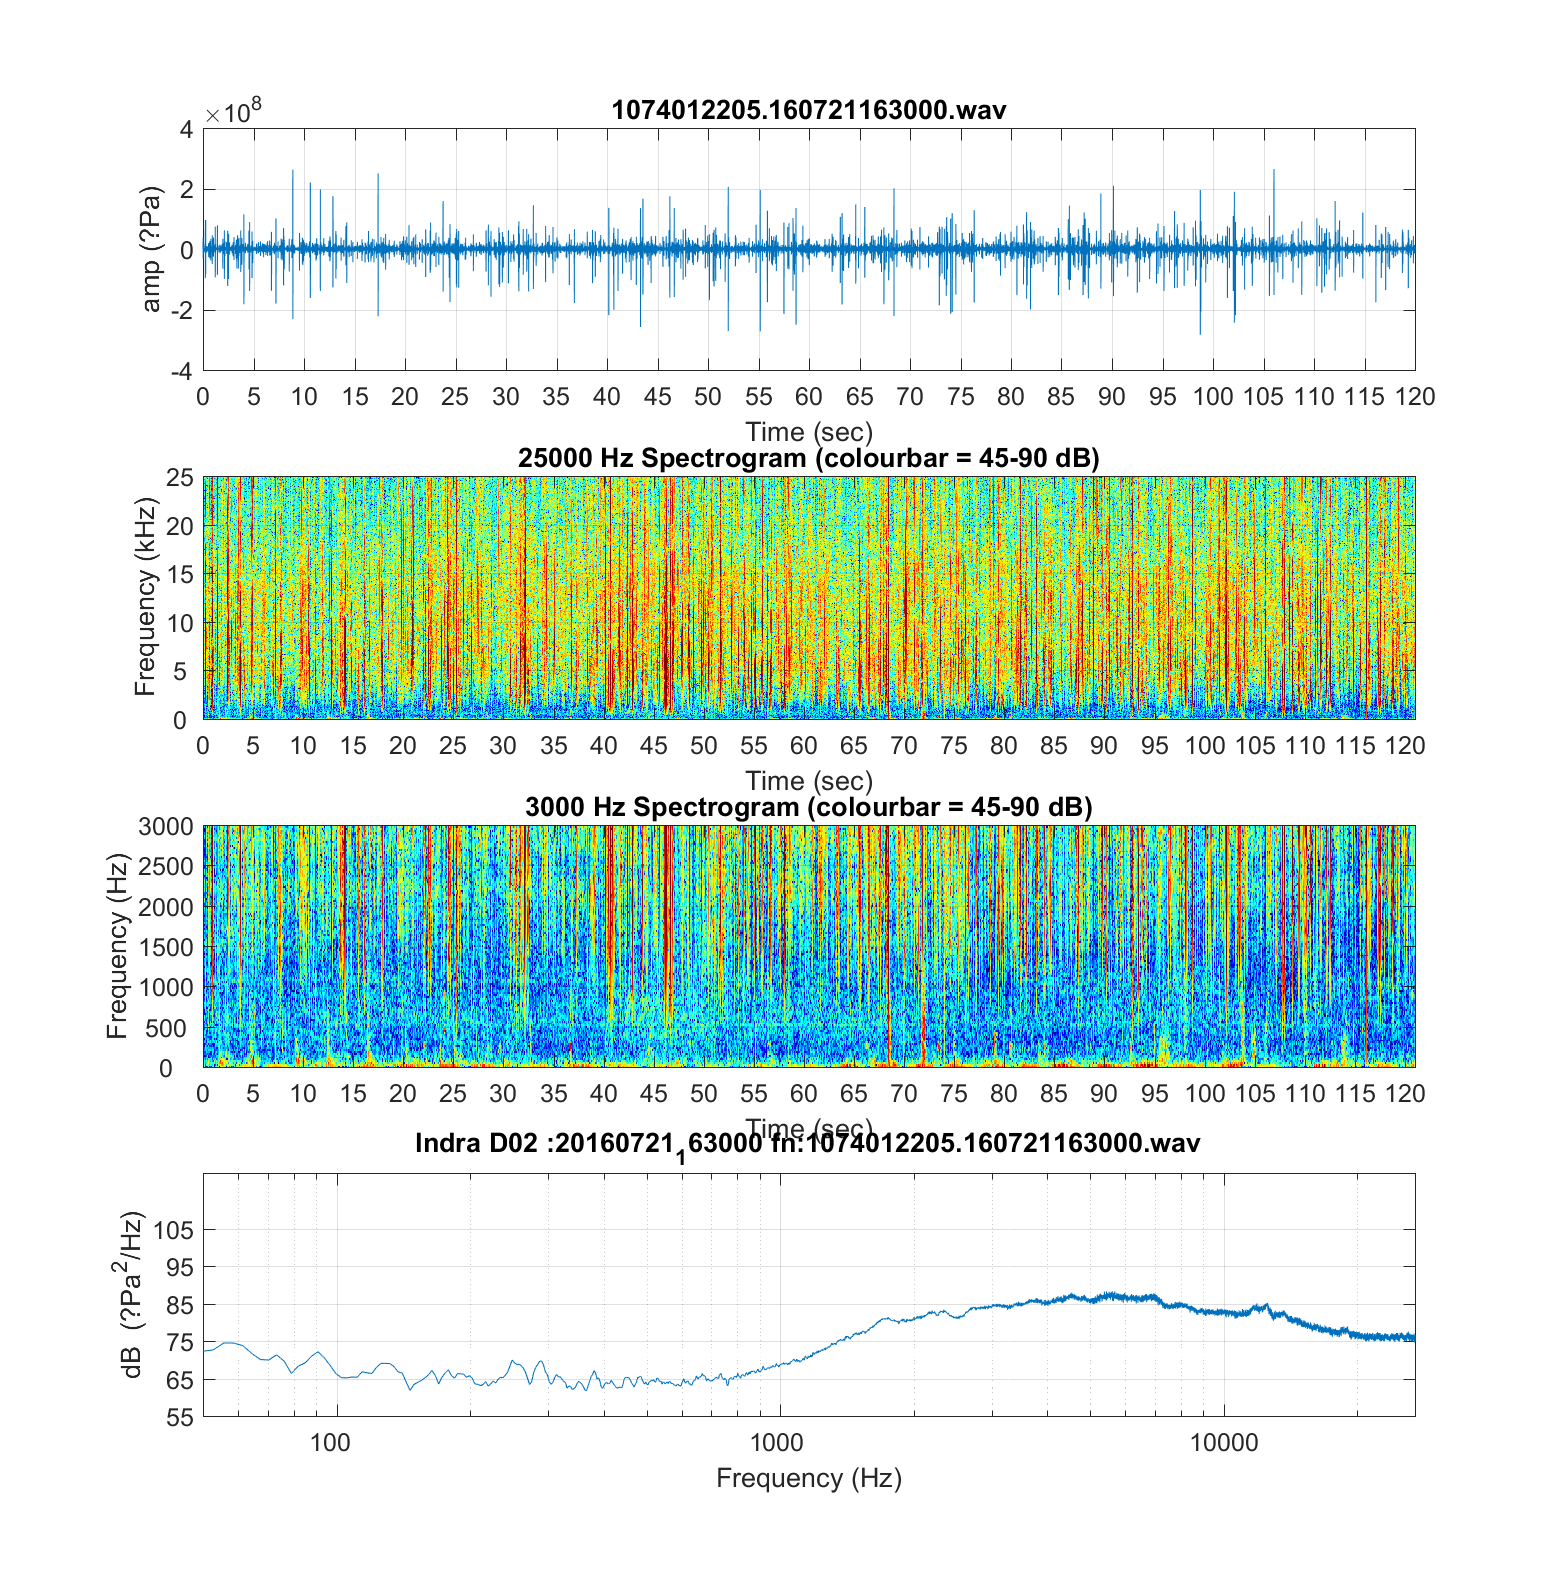 ×10^8
1074012205.160721163000.wav
4
2
0
-2
-4
amp (?Pa)
0 5 10 15 20 25 30 35 40 45 50 55 60 65 70 75 80 85 90 95 100 105 110 115 120
Time (sec)
25000 Hz Spectrogram (colourbar = 45-90 dB)
25
20
15
10
5
0
Frequency (kHz)
0 5 10 15 20 25 30 35 40 45 50 55 60 65 70 75 80 85 90 95 100 105 110 115 120
Time (sec)
3000 Hz Spectrogram (colourbar = 45-90 dB)
3000
2500
2000
1500
1000
500
0
Frequency (Hz)
0 5 10 15 20 25 30 35 40 45 50 55 60 65 70 75 80 85 90 95 100 105 110 115 120
Time (sec)
Indra D02 :20160721_163000 fn:1074012205.160721163000.wav
105
95
85
75
65
55
dB (?Pa^2/Hz)
100 1000 10000
Frequency (Hz)